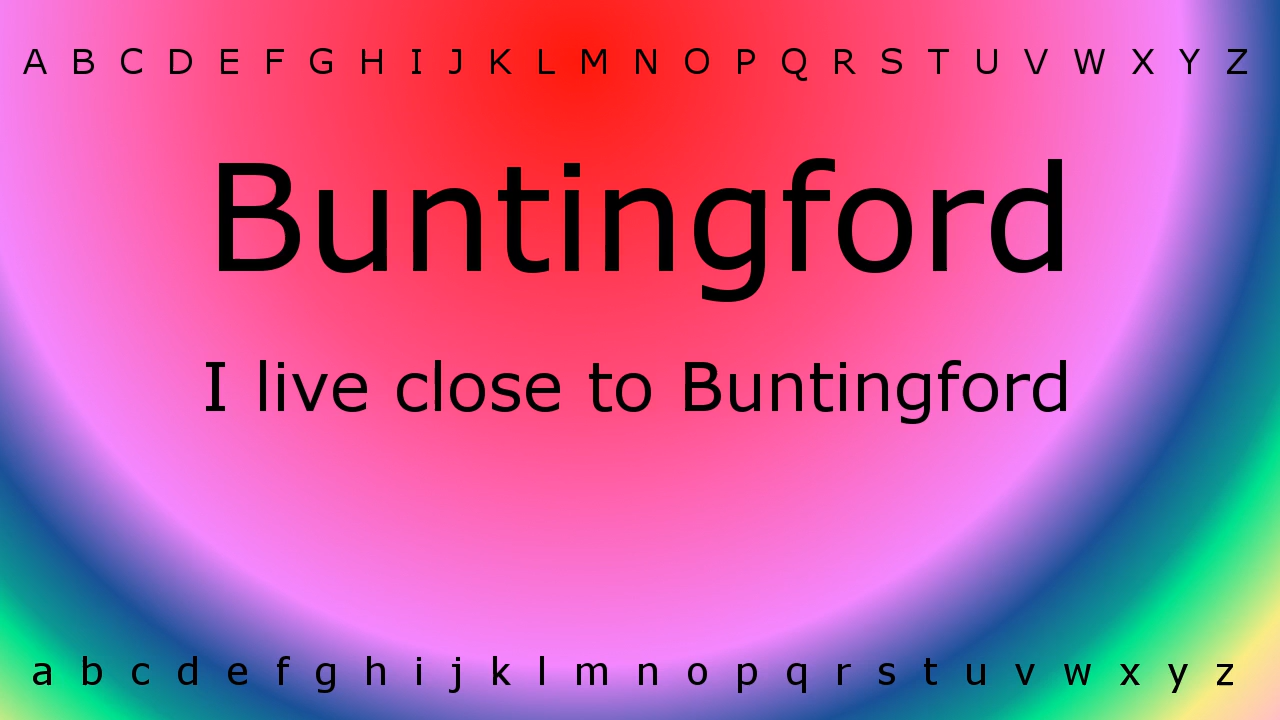 A B C D E F G H I J K L M N O P Q R S T U V W X Y Z
Buntingford
I live close to Buntingford
a b c d e f g h i j k l m n o p q r s t u v w x y z